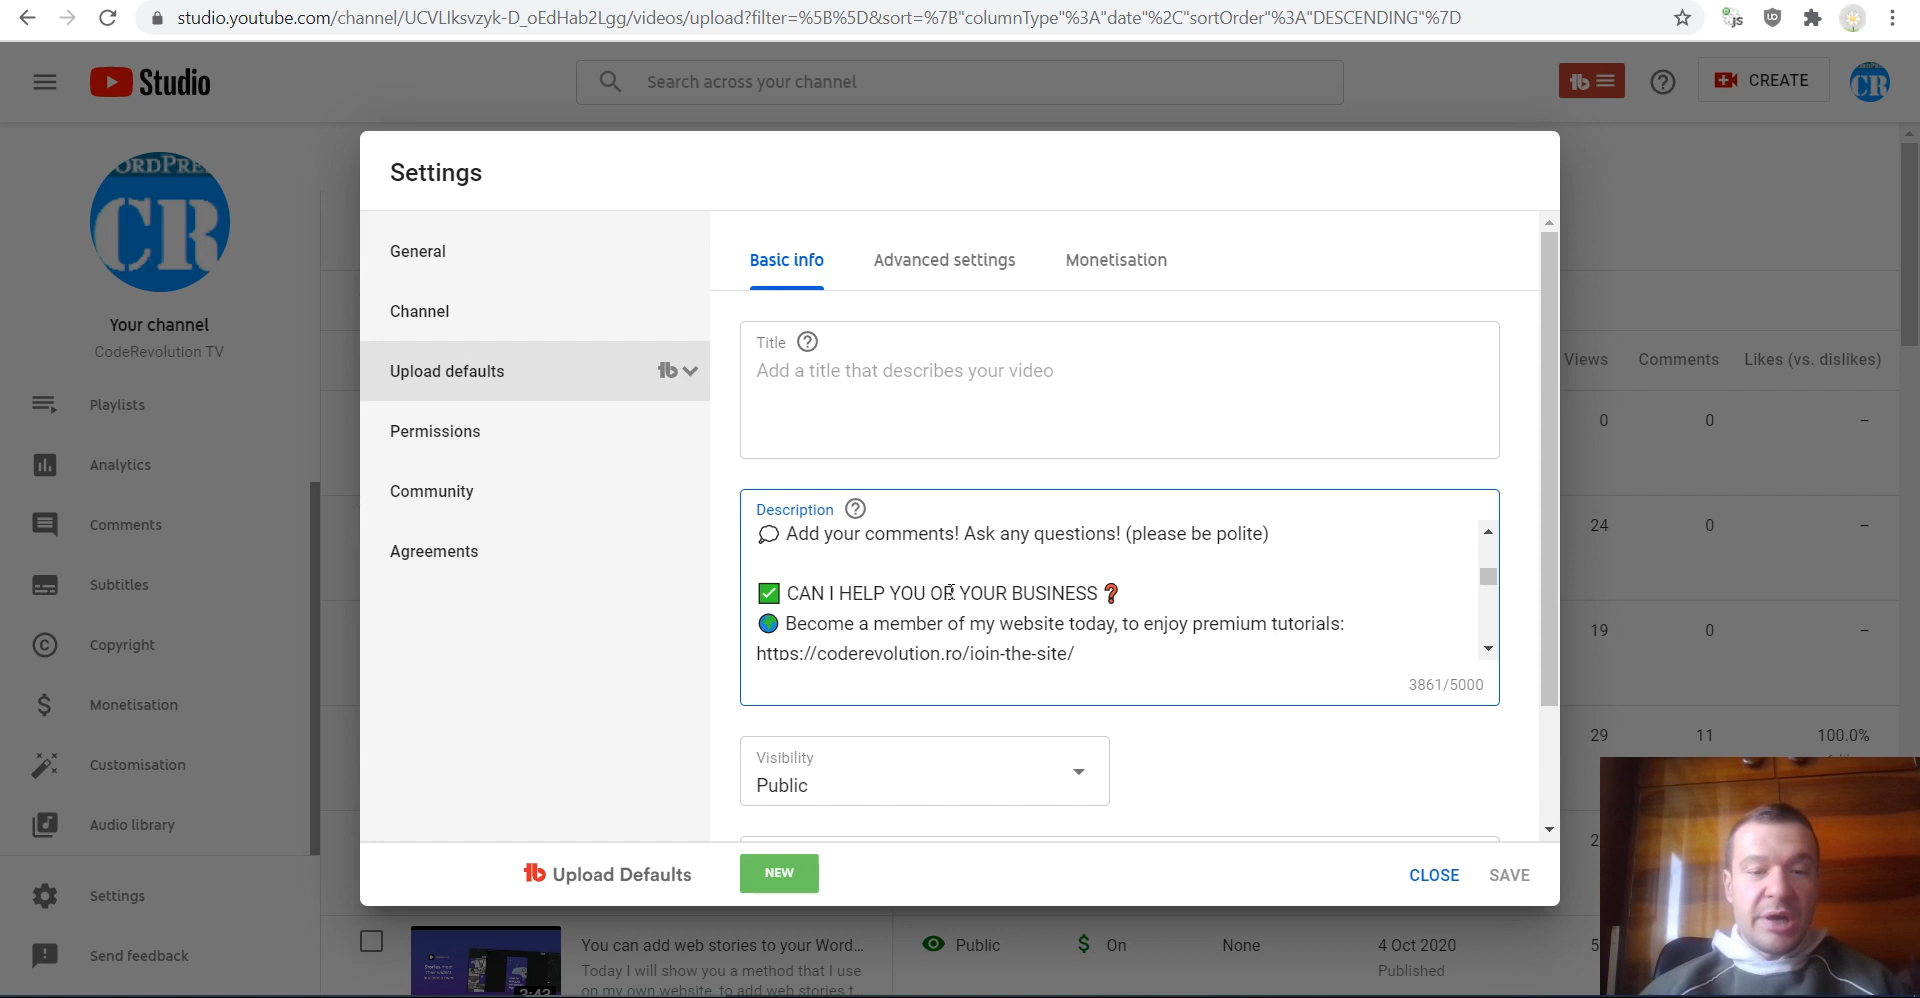 studio.youtube.com/channel/UCVLIksvzyk-D_oEdHab2Lgg/videos/upload?filter=%5B%5D&sort=%7B"columnType"%3A"date"%2C"sortOrder"%3A"DESCENDING"%7D
Studio
Search across your channel
CREATE
CR
WORDPRE
CR
Your channel
CodeRevolution TV
Playlists
Analytics
Comments
Subtitles
Copyright
Monetisation
Customisation
Audio library
Settings
Send feedback
Settings
General
Channel
Upload defaults
Permissions
Community
Agreements
Basic info
Advanced settings
Monetisation
Title
Add a title that describes your video
Description
💭 Add your comments! Ask any questions! (please be polite)
✅ CAN I HELP YOU OR YOUR BUSINESS ❓
🌍 Become a member of my website today, to enjoy premium tutorials:
https://coderevolution.ro/join-the-site/
3861/5000
Visibility
Public
Upload Defaults
NEW
CLOSE
SAVE
Views
Comments
Likes (vs. dislikes)
0 0 –
24 0 –
19 0 –
29 11 100.0%
You can add web stories to your Word...
Today I will show you a method that I use
on my own website, to add web stories t...
2:42
Public
On
None
4 Oct 2020
Published